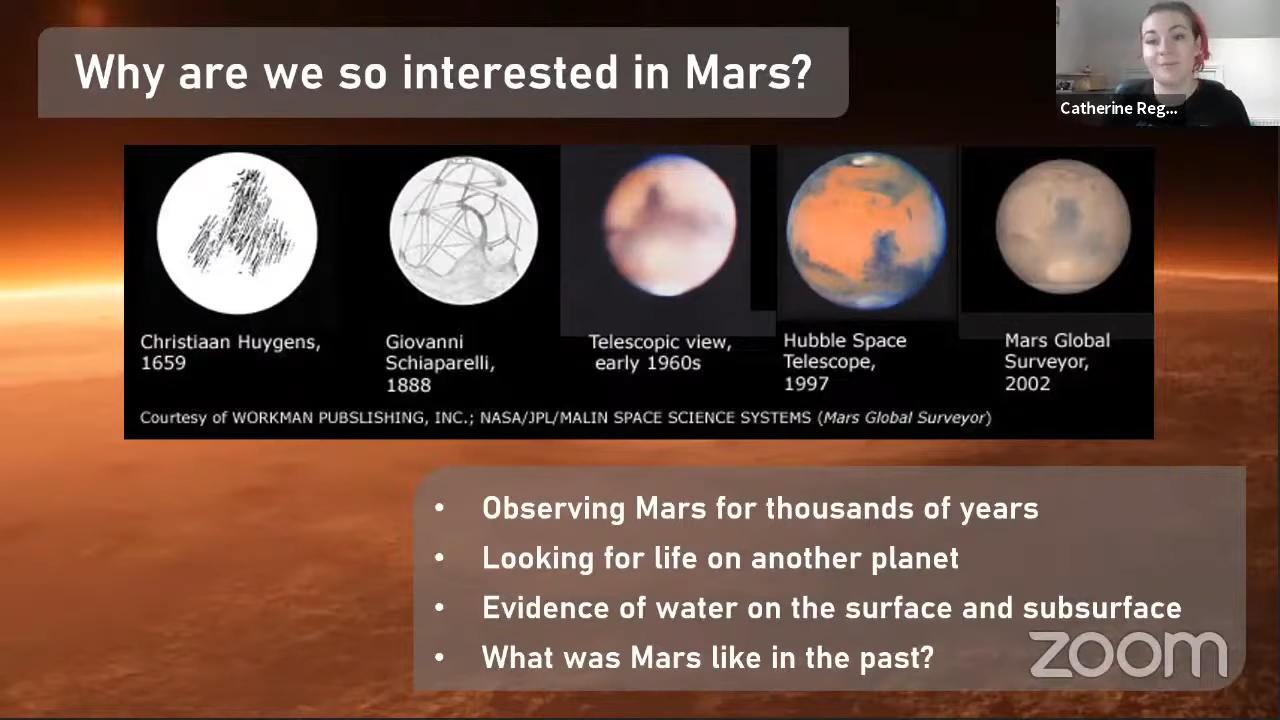 Why are we so interested in Mars?
Catherine Reg...
Christiaan Huygens,
1659
Giovanni
Schiaparelli,
1888
Telescopic view,
early 1960s
Hubble Space
Telescope,
1997
Mars Global
Surveyor,
2002
Courtesy of WORKMAN PUBSLISHING, INC.; NASA/JPL/MALIN SPACE SCIENCE SYSTEMS (Mars Global Surveyor)
• Observing Mars for thousands of years
• Looking for life on another planet
• Evidence of water on the surface and subsurface
• What was Mars like in the past?
zoom